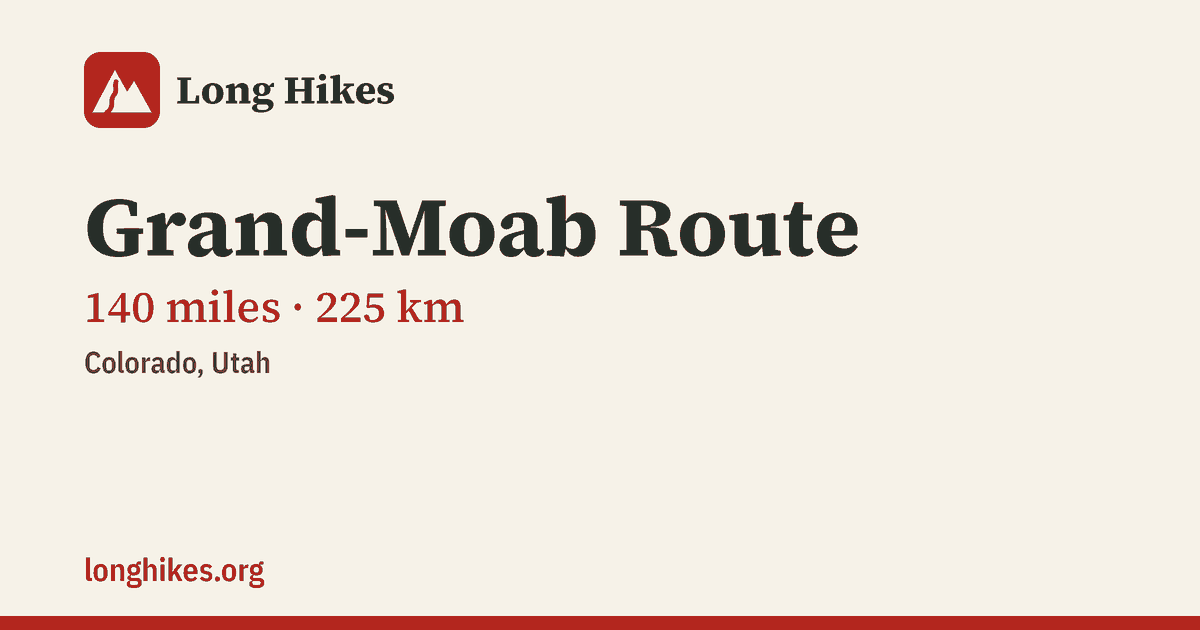 Long Hikes
Grand-Moab Route
140 miles · 225 km
Colorado, Utah
longhikes.org